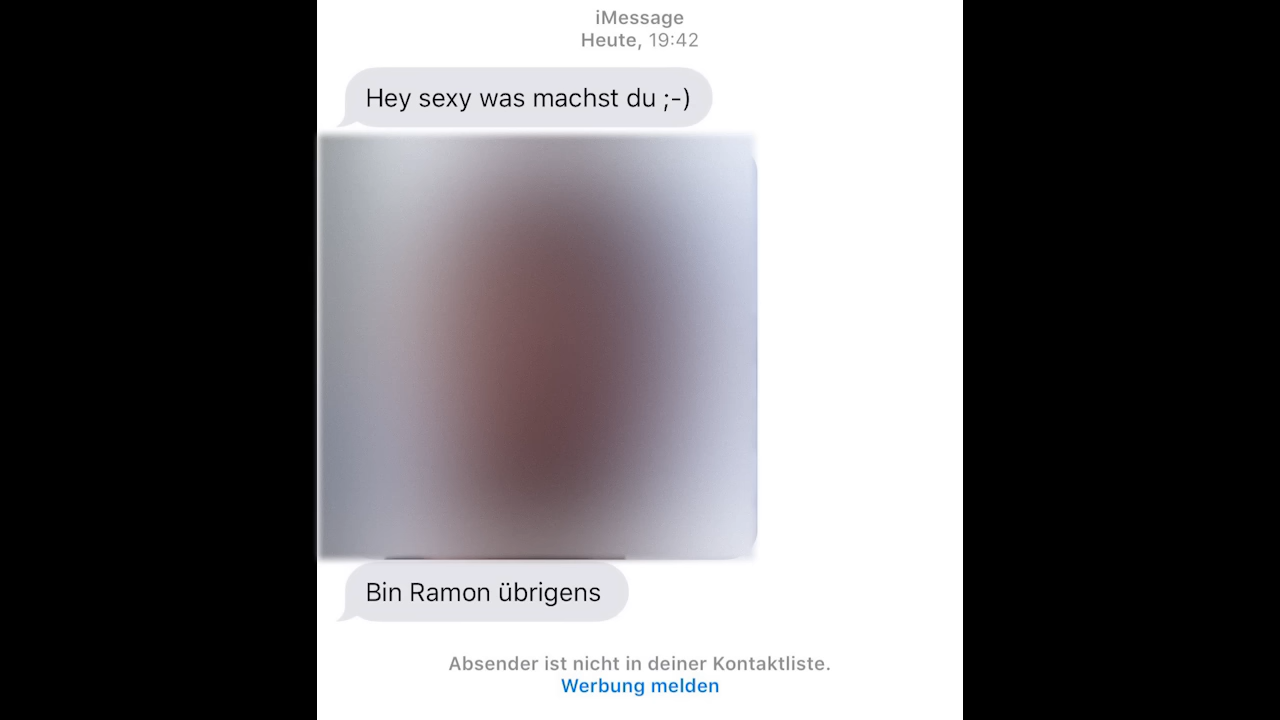 iMessage
Heute, 19:42
Hey sexy was machst du ;-)
Bin Ramon übrigens
Absender ist nicht in deiner Kontaktliste.
Werbung melden